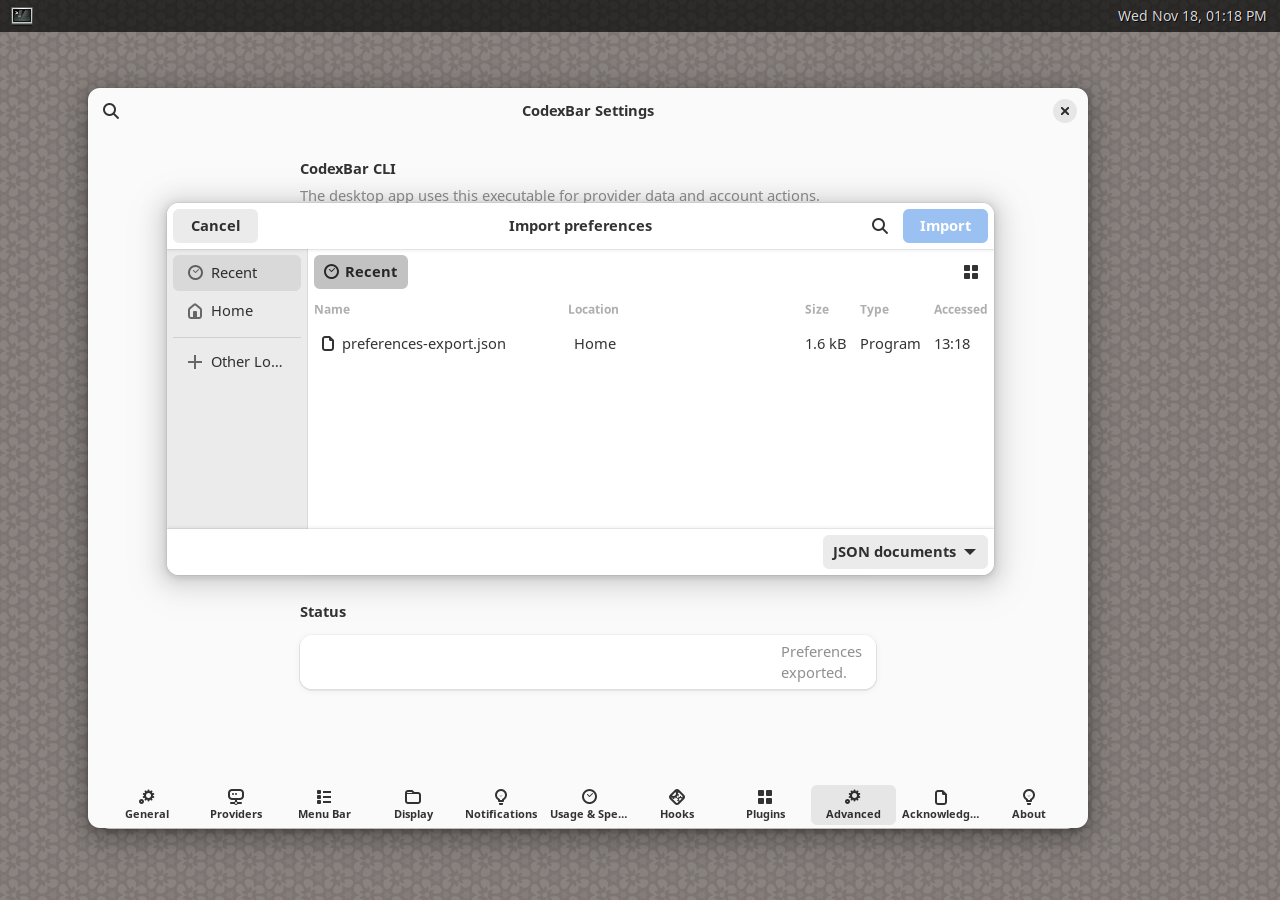 Wed Nov 18, 01:18 PM
CodexBar Settings
CodexBar CLI
The desktop app uses this executable for provider data and account actions.
Cancel
Import preferences
Import
Recent
Home
Other Lo...
Recent
Name Location Size Type Accessed
preferences-export.json Home 1.6 kB Program 13:18
JSON documents
Status
Preferences
exported.
General Providers Menu Bar Display Notifications Usage & Spe... Hooks Plugins Advanced Acknowledg... About